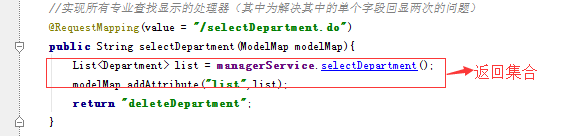 //实现所有专业查找显示的处理器（其中为解决其中的单个字段回显两次的问题）
@RequestMapping(value = "/selectDepartment.do")
public String selectDepartment(ModelMap modelMap){
List<Department> list = managerService.selectDepartment();
返回集合
modelMap.addAttribute("list",list);
return "deleteDepartment";
}